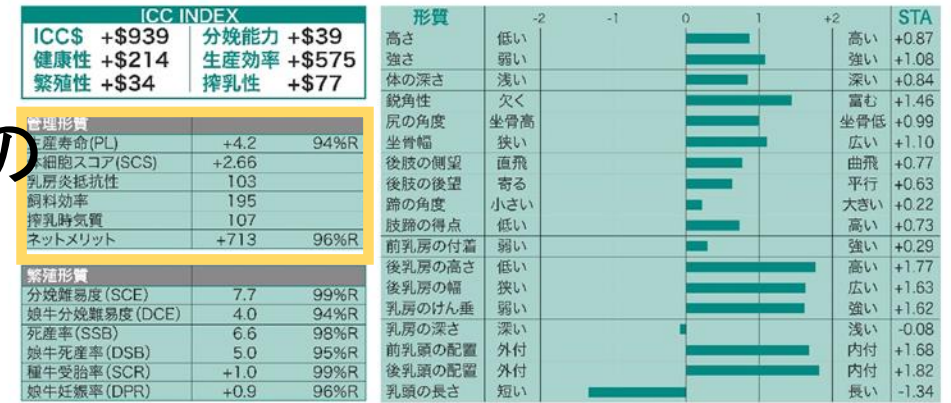 ICC INDEX
ICC$ +$939 分娩能力 +$39
健康性 +$214 生産効率 +$575
繁殖性 +$34 搾乳性 +$77
の
管理形質
生産寿命(PL) +4.2 94%R
体細胞スコア(SCS) +2.66
乳房炎抵抗性 103
飼料効率 195
搾乳時気質 107
ネットメリット +713 96%R
繁殖形質
分娩難易度(SCE) 7.7 99%R
娘牛分娩難易度(DCE) 4.0 94%R
死産率(SSB) 6.6 98%R
娘牛死産率(DSB) 5.0 95%R
種牛受胎率(SCR) +1.0 99%R
娘牛妊娠率(DPR) +0.9 96%R
形質 -2 -1 0 1 +2 STA
高さ 低い 高い +0.87
強さ 弱い 強い +1.08
体の深さ 浅い 深い +0.84
鋭角性 欠く 富む +1.46
尻の角度 坐骨高 坐骨低 +0.99
坐骨幅 狭い 広い +1.10
後肢の側望 直飛 曲飛 +0.77
後肢の後望 寄る 平行 +0.63
蹄の角度 小さい 大きい +0.22
肢蹄の得点 低い 高い +0.73
前乳房の付着 弱い 強い +0.29
後乳房の高さ 低い 高い +1.77
後乳房の幅 狭い 広い +1.63
乳房のけん垂 弱い 強い +1.62
乳房の深さ 深い 浅い -0.08
前乳頭の配置 外付 内付 +1.68
後乳頭の配置 外付 内付 +1.82
乳頭の長さ 短い 長い -1.34